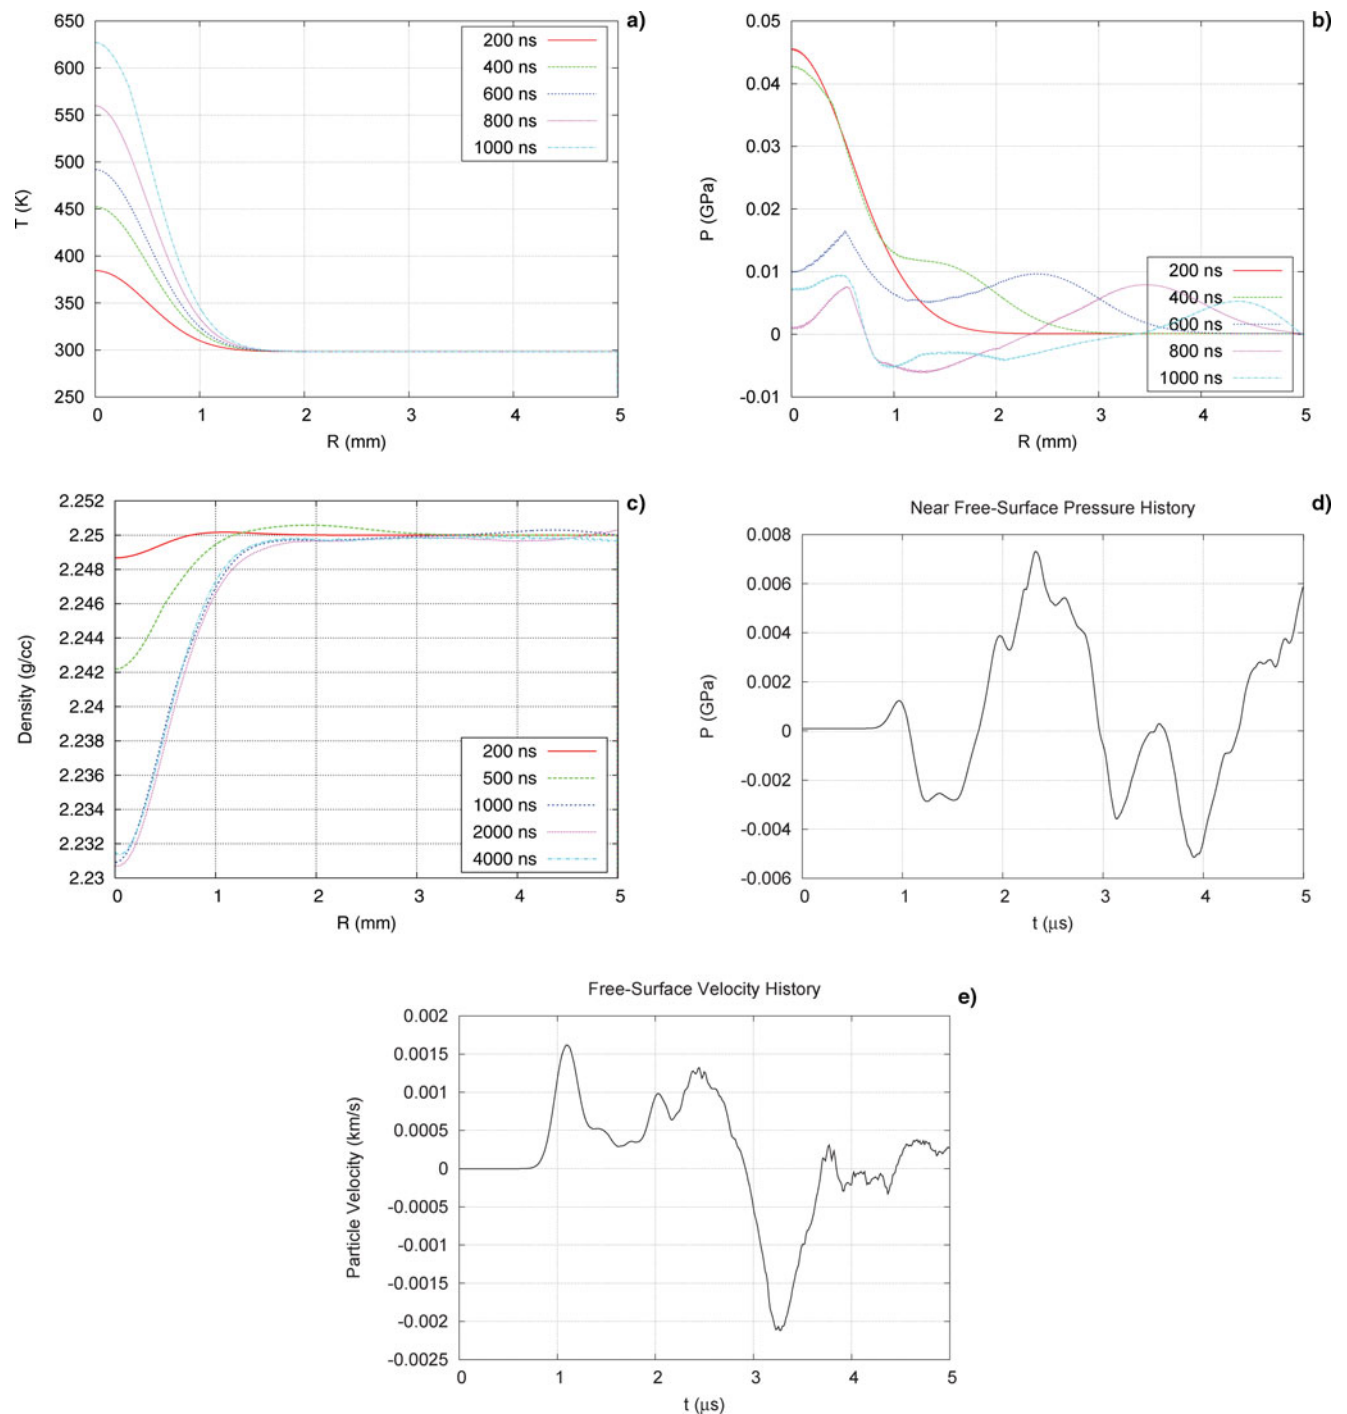 a)
650
600
550
500
450
400
350
300
250
T (K)
200 ns
400 ns
600 ns
800 ns
1000 ns
0 1 2 3 4 5
R (mm)
b)
0.05
0.04
0.03
0.02
0.01
0
-0.01
P (GPa)
200 ns
400 ns
600 ns
800 ns
1000 ns
0 1 2 3 4 5
R (mm)
c)
2.252
2.25
2.248
2.246
2.244
2.242
2.24
2.238
2.236
2.234
2.232
2.23
Density (g/cc)
200 ns
500 ns
1000 ns
2000 ns
4000 ns
0 1 2 3 4 5
R (mm)
d)
Near Free-Surface Pressure History
0.008
0.006
0.004
0.002
0
-0.002
-0.004
-0.006
P (GPa)
0 1 2 3 4 5
t (μs)
e)
Free-Surface Velocity History
0.002
0.0015
0.001
0.0005
0
-0.0005
-0.001
-0.0015
-0.002
-0.0025
Particle Velocity (km/s)
0 1 2 3 4 5
t (μs)